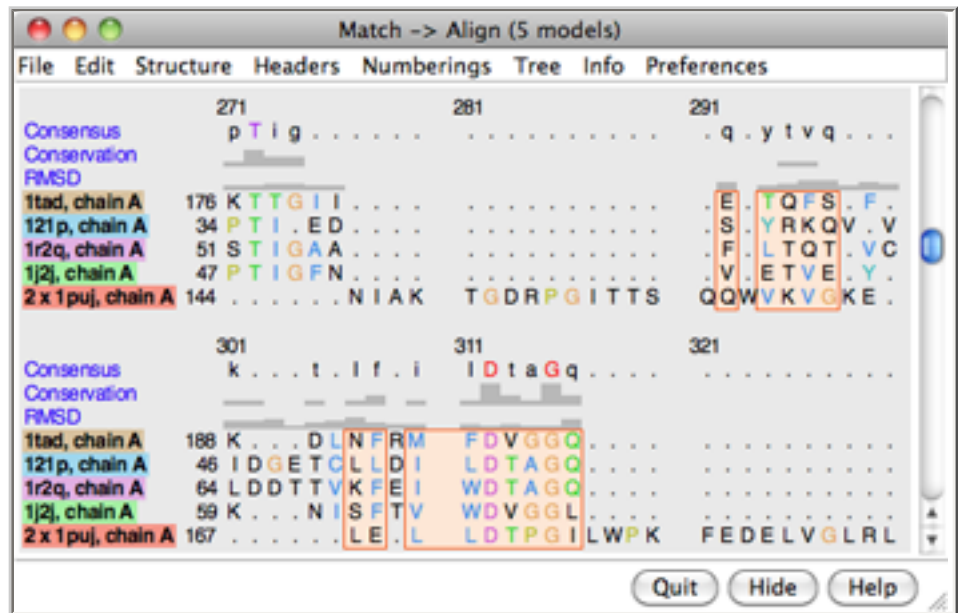 Match -> Align (5 models)
File Edit Structure Headers Numberings Tree Info Preferences
271 281 291
Consensus p T i g . . . . . . . . . . . . . . . . . q . y t v q . . .
Conservation
RMSD
1tad, chain A 176 K T T G I I . . . . . . . . . . . . . . . E . T Q F S . F .
121p, chain A 34 P T I . E D . . . . . . . . . . . . . . . S . Y R K Q V . V
1r2q, chain A 51 S T I G A A . . . . . . . . . . . . . . . F . L T Q T . V C
1j2j, chain A 47 P T I G F N . . . . . . . . . . . . . . . V . E T V E . Y .
2 x 1puj, chain A 144 . . . . . . N I A K T G D R P G I T T S Q Q W V K V G K E .
301 311 321
Consensus k . . . t . l f . i l D t a G q . . . . . . . . . . . . . .
Conservation
RMSD
1tad, chain A 188 K . . . D L N F R M F D V G G Q . . . . . . . . . . . . . .
121p, chain A 46 I D G E T C L L D I L D T A G Q . . . . . . . . . . . . . .
1r2q, chain A 64 L D D T T V K F E I W D T A G Q . . . . . . . . . . . . . .
1j2j, chain A 59 K . . . N I S F T V W D V G G L . . . . . . . . . . . . . .
2 x 1puj, chain A 167 . . . . . . L E . L L D T P G I L W P K F E D E L V G L R L
Quit Hide Help